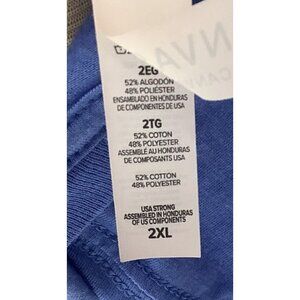 2EG
52% ALGODÓN
48% POLIÉSTER
ENSAMBLADO EN HONDURAS
DE COMPONENTES DE USA
2TG
52% COTON
48% POLYESTER
ASSEMBLÉ AU HONDURAS
DE COMPOSANTS USA
52% COTTON
48% POLYESTER
USA STRONG
ASSEMBLED IN HONDURAS
OF US COMPONENTS
2XL